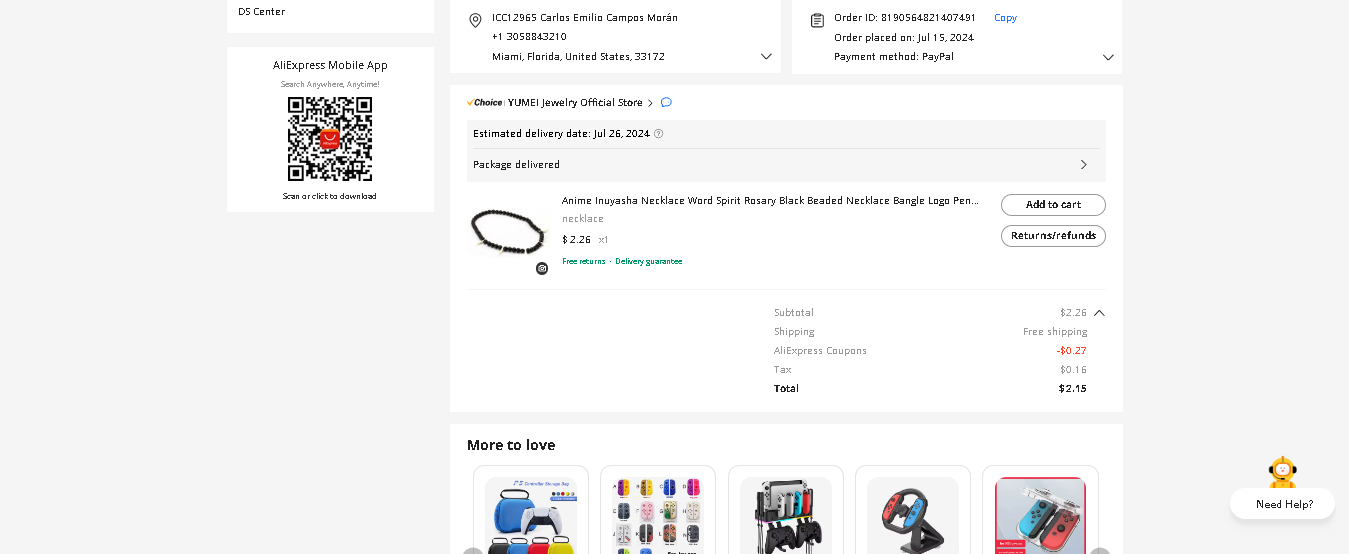 DS Center
AliExpress Mobile App
Search Anywhere, Anytime!
AliExpress
Scan or click to download
ICC12965 Carlos Emilio Campos Morán
+1 3058843210
Miami, Florida, United States, 33172
Order ID: 8190564821407491 Copy
Order placed on: Jul 15, 2024
Payment method: PayPal
Choice YUMEI Jewelry Official Store
Estimated delivery date: Jul 26, 2024
Package delivered
Anime Inuyasha Necklace Word Spirit Rosary Black Beaded Necklace Bangle Logo Pen...
necklace
$ 2.26 x1
Free returns · Delivery guarantee
Add to cart
Returns/refunds
Subtotal $2.26
Shipping Free shipping
AliExpress Coupons -$0.27
Tax $0.16
Total $2.15
More to love
Controller Storage Bag
Need Help?